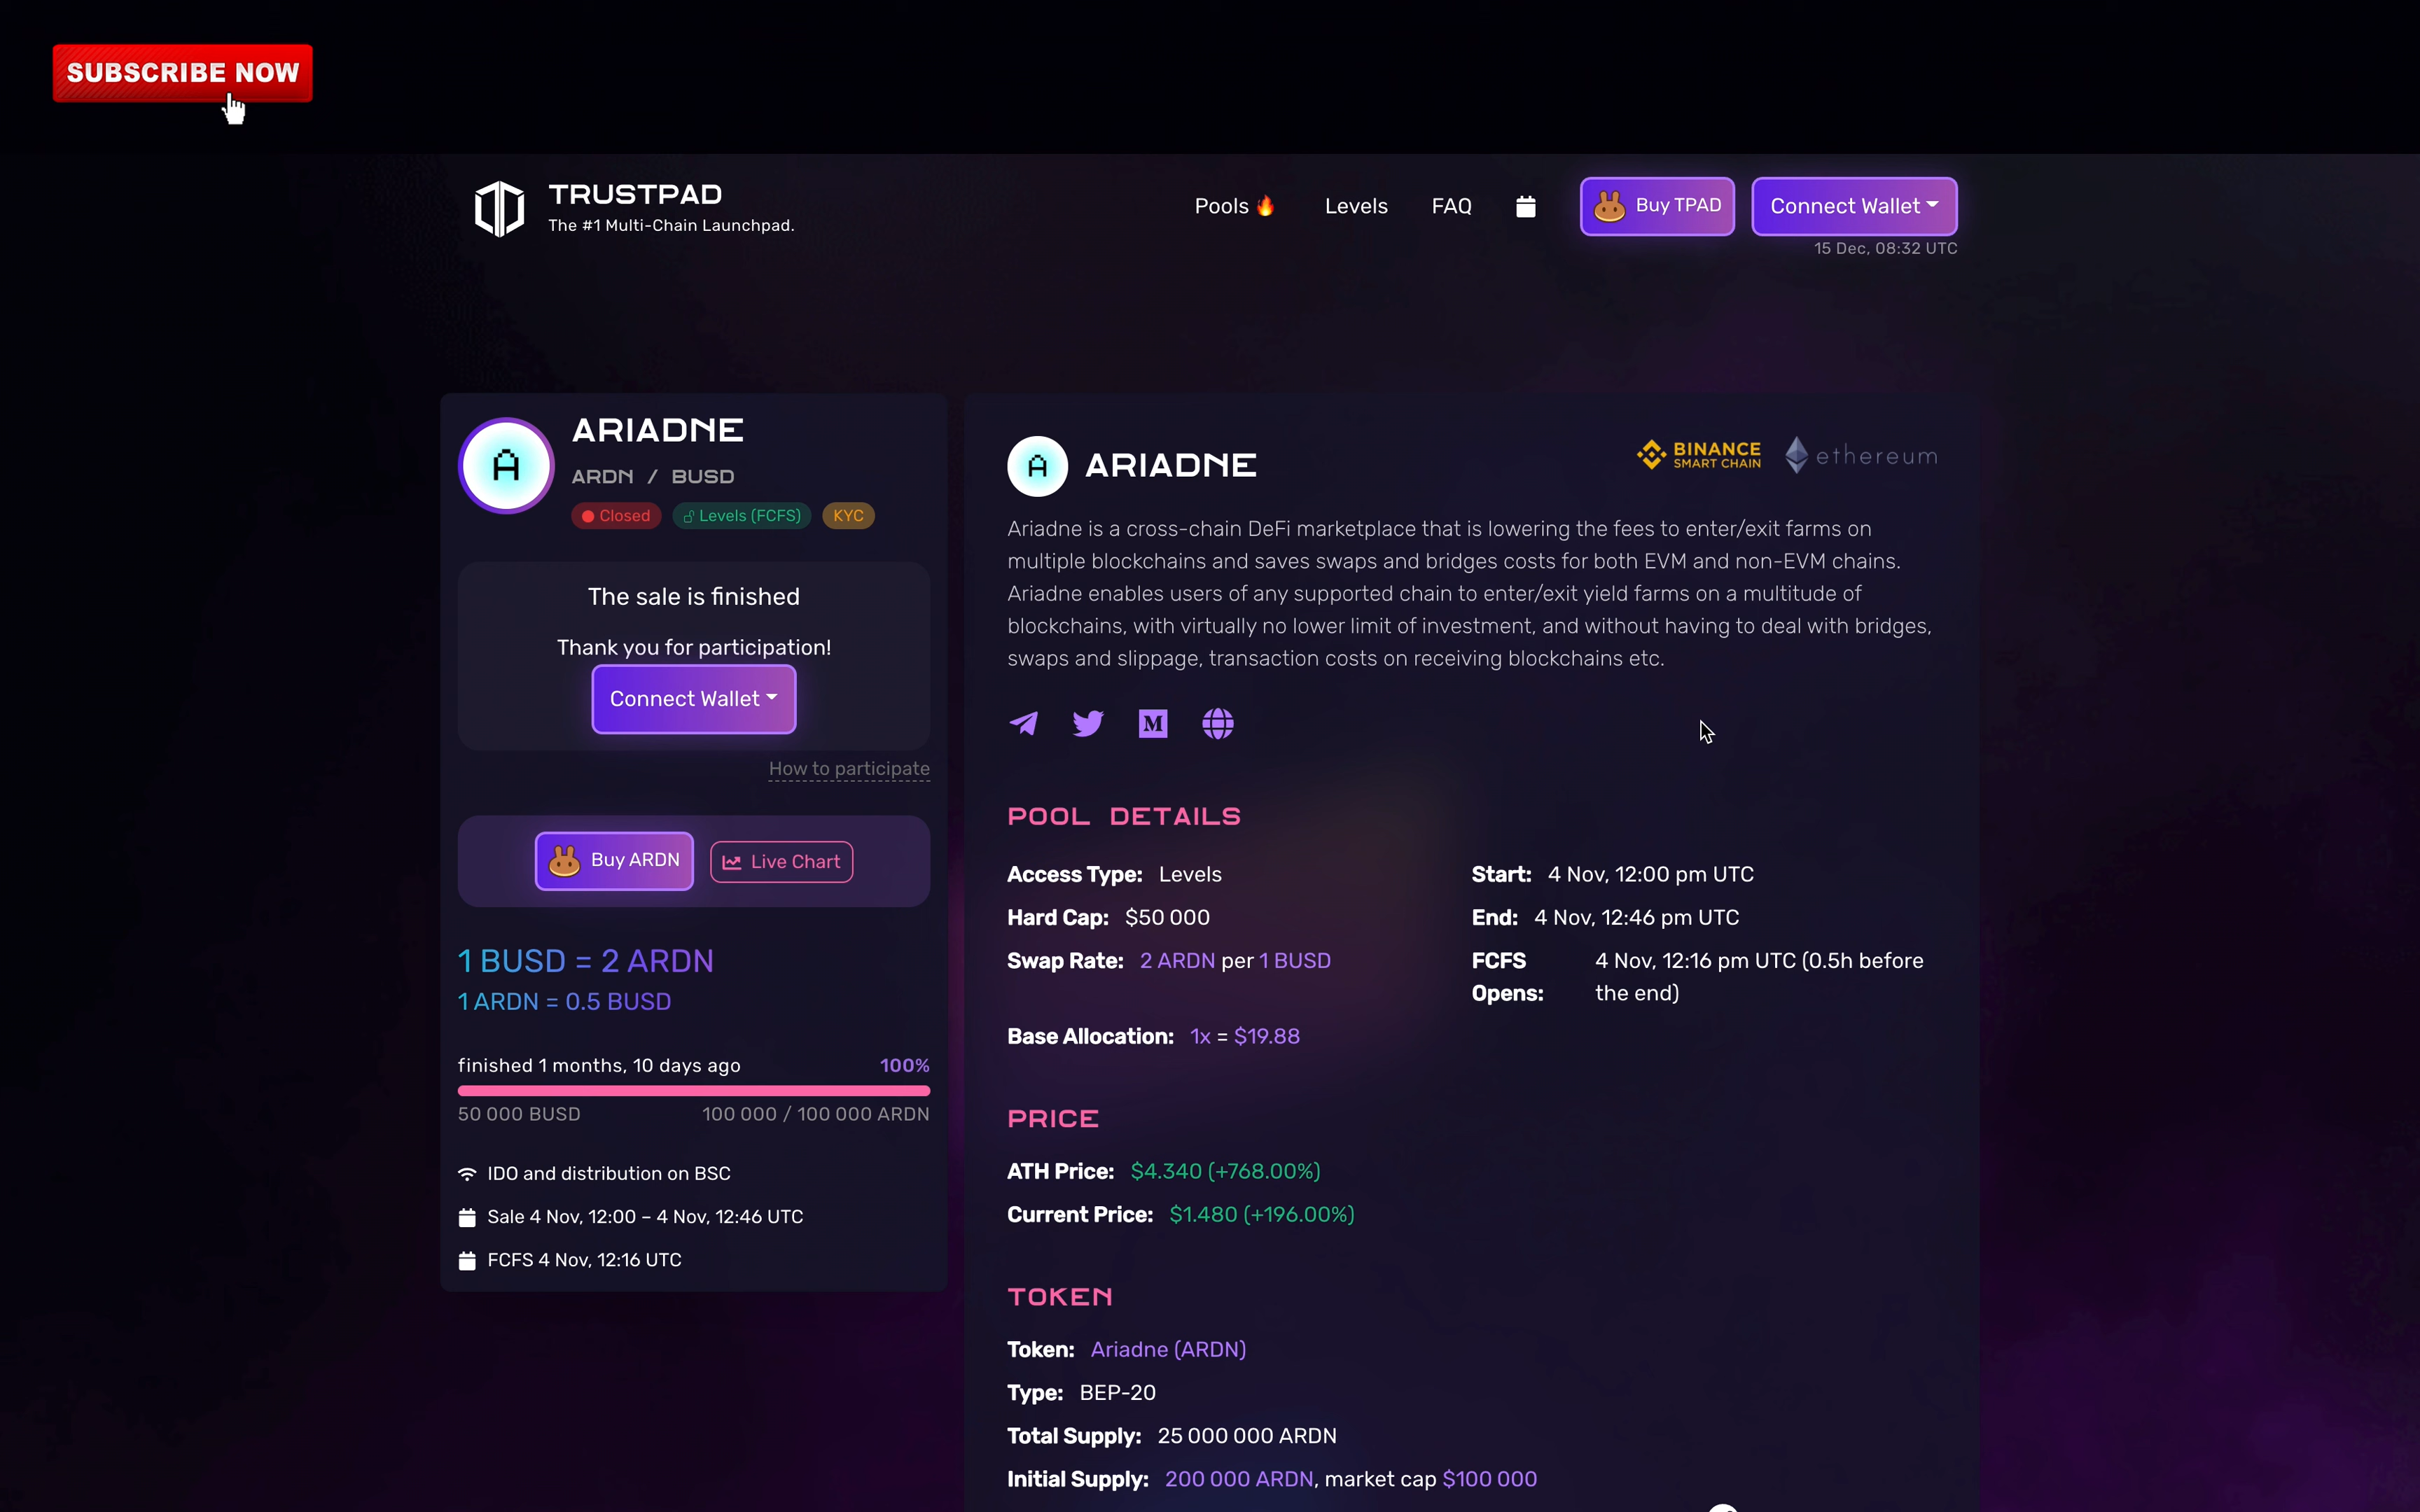 SUBSCRIBE NOW
TRUSTPAD
The #1 Multi-Chain Launchpad.
Pools
Levels
FAQ
Buy TPAD
Connect Wallet
15 Dec, 08:32 UTC
ARIADNE
ARDN / BUSD
Closed
Levels (FCFS)
KYC
The sale is finished
Thank you for participation!
Connect Wallet
How to participate
Buy ARDN
Live Chart
1 BUSD = 2 ARDN
1 ARDN = 0.5 BUSD
finished 1 months, 10 days ago
100%
50 000 BUSD
100 000 / 100 000 ARDN
IDO and distribution on BSC
Sale 4 Nov, 12:00 – 4 Nov, 12:46 UTC
FCFS 4 Nov, 12:16 UTC
A
A
ARIADNE
BINANCE
SMART CHAIN
ethereum
Ariadne is a cross-chain DeFi marketplace that is lowering the fees to enter/exit farms on
multiple blockchains and saves swaps and bridges costs for both EVM and non-EVM chains.
Ariadne enables users of any supported chain to enter/exit yield farms on a multitude of
blockchains, with virtually no lower limit of investment, and without having to deal with bridges,
swaps and slippage, transaction costs on receiving blockchains etc.
M
POOL DETAILS
Access Type: Levels
Hard Cap: $50 000
Swap Rate: 2 ARDN per 1 BUSD
Base Allocation: 1x = $19.88
Start: 4 Nov, 12:00 pm UTC
End: 4 Nov, 12:46 pm UTC
FCFS Opens: 4 Nov, 12:16 pm UTC (0.5h before
the end)
PRICE
ATH Price: $4.340 (+768.00%)
Current Price: $1.480 (+196.00%)
TOKEN
Token: Ariadne (ARDN)
Type: BEP-20
Total Supply: 25 000 000 ARDN
Initial Supply: 200 000 ARDN, market cap $100 000